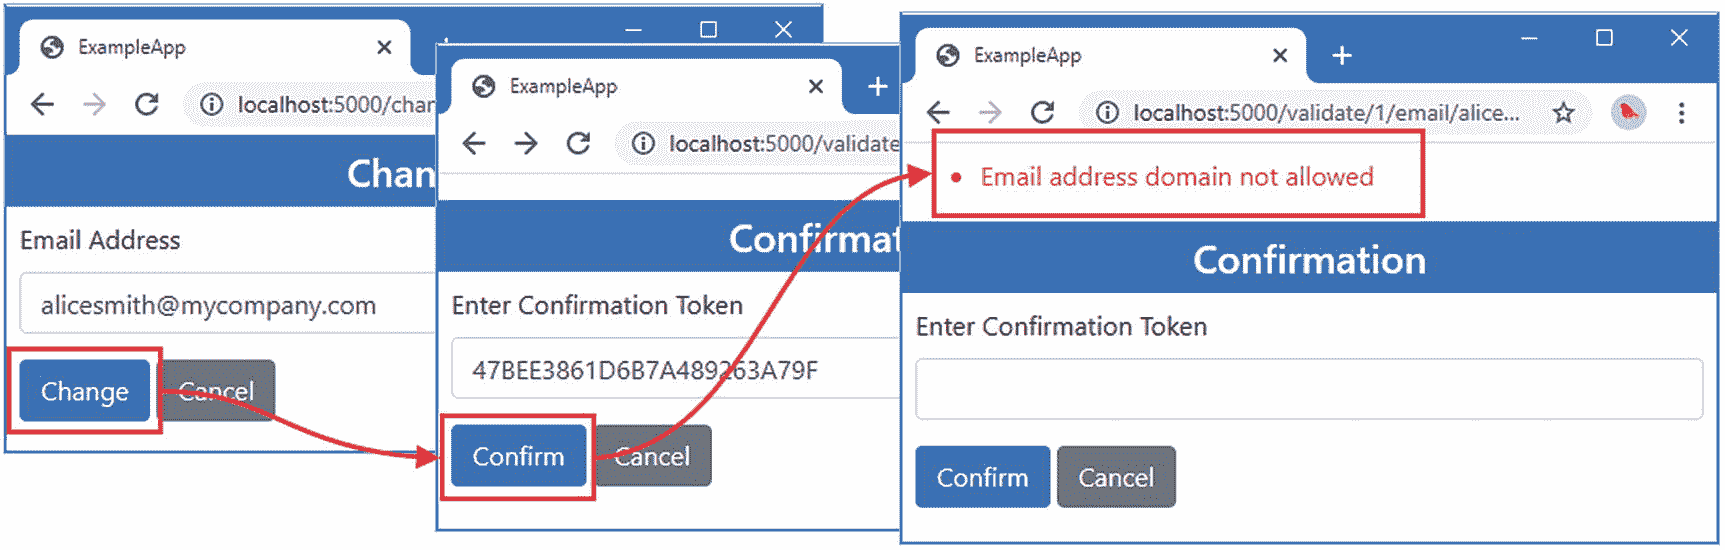 ExampleApp
localhost:5000/chan
Chan
Email Address
alicesmith@mycompany.com
Change
Cancel
ExampleApp
localhost:5000/validate
Confirmat
Enter Confirmation Token
47BEE3861D6B7A489263A79F
Confirm
Cancel
ExampleApp
localhost:5000/validate/1/email/alice...
Email address domain not allowed
Confirmation
Enter Confirmation Token
Confirm
Cancel